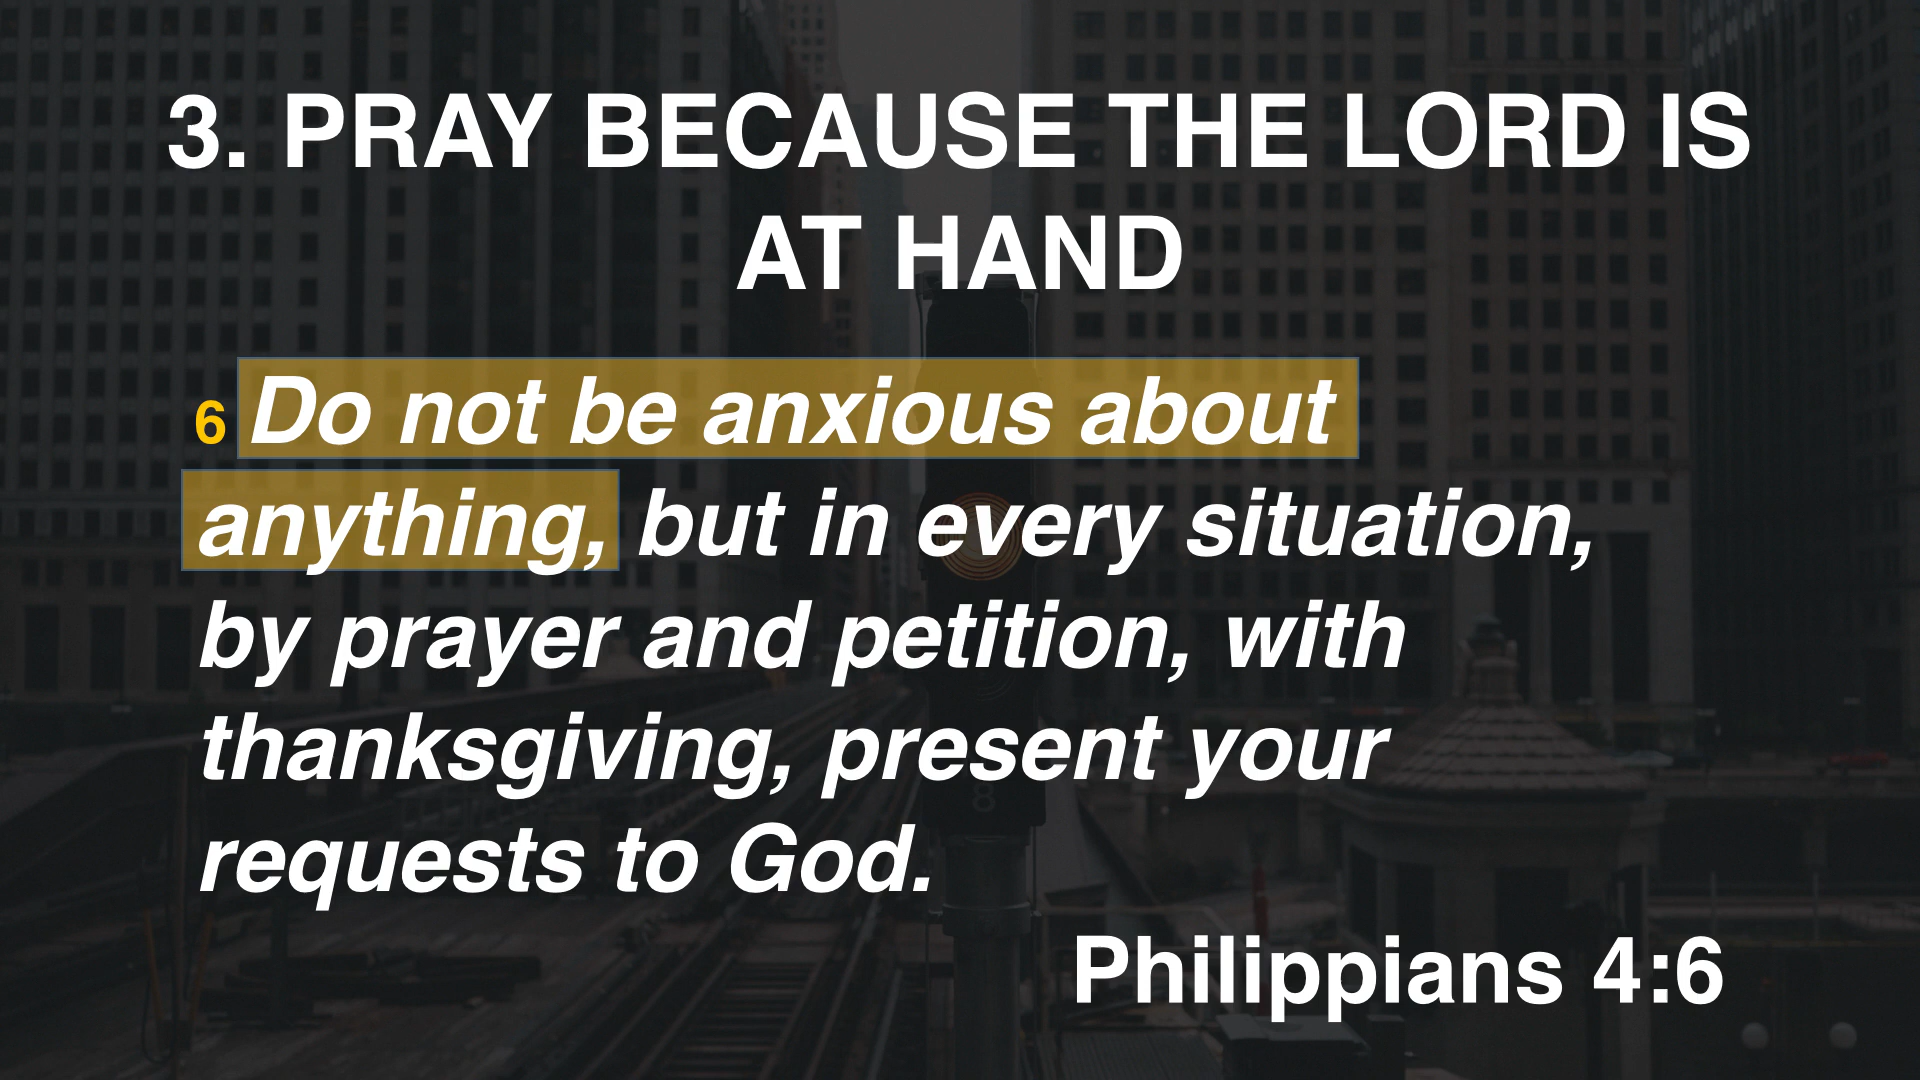 3. PRAY BECAUSE THE LORD IS
AT HAND
6 Do not be anxious about
anything, but in every situation,
by prayer and petition, with
thanksgiving, present your
requests to God.
Philippians 4:6
8